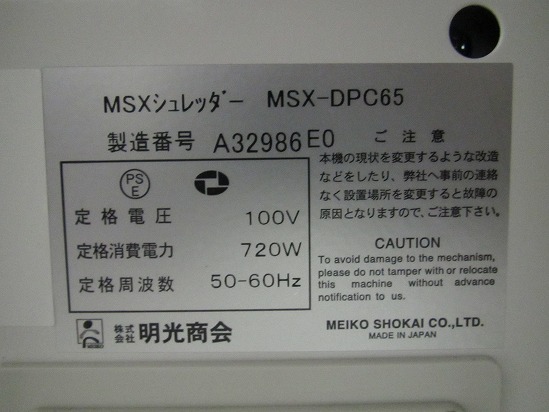 MSXシュレッダー MSX-DPC65
製造番号 A32986E0
PS
E
定格電圧 100V
定格消費電力 720W
定格周波数 50-60Hz
ご注意
本機の現状を変更するような改造
などをしたり、弊社へ事前の連絡
なく設置場所を変更すると故障の
原因となりますので、ご注意下さい。
CAUTION
To avoid damage to the mechanism,
please do not tamper with or relocate
this machine without advance
notification to us.
株式
会社 明光商会
MEIKO SHOKAI CO.,LTD.
MADE IN JAPAN